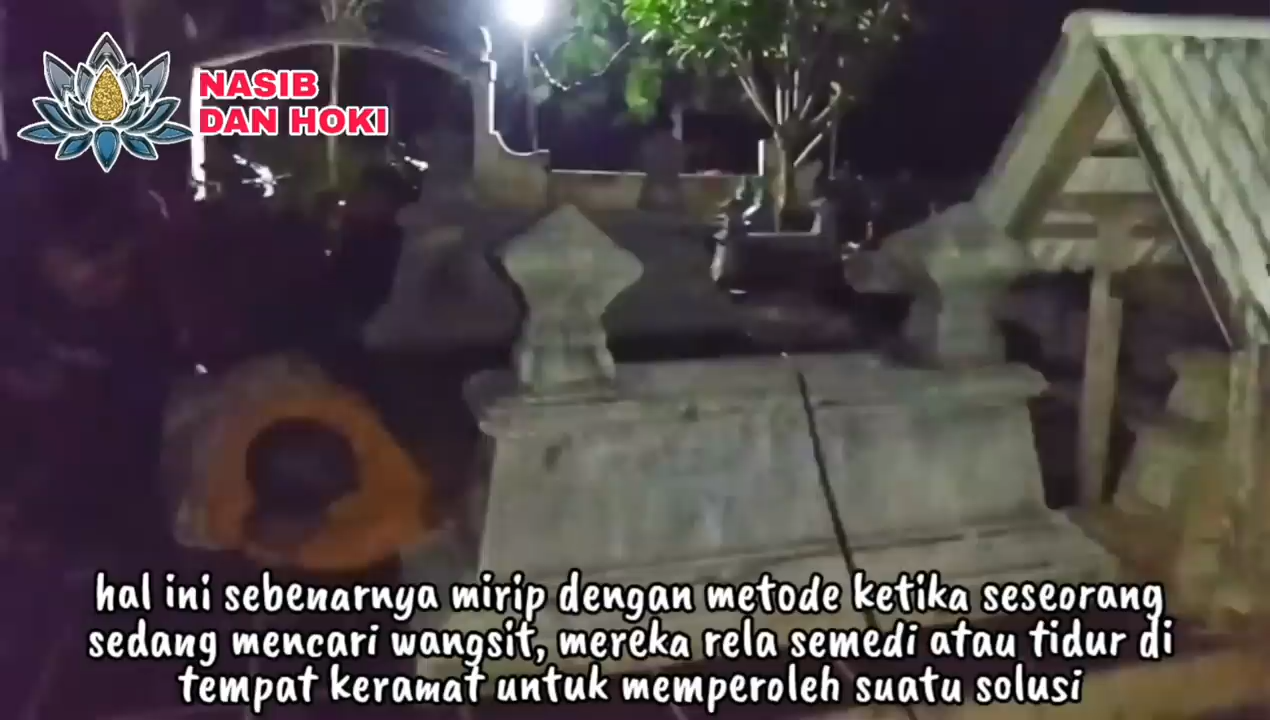 NASIB
DAN HOKI
hal ini sebenarnya mirip dengan metode ketika seseorang
sedang mencari wangsit, mereka rela semedi atau tidur di
tempat keramat untuk memperoleh suatu solusi